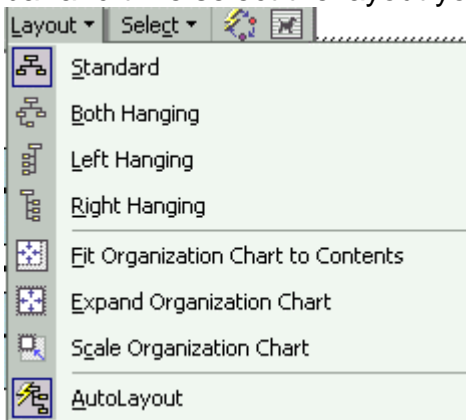 Layout Select
Standard
Both Hanging
Left Hanging
Right Hanging
Fit Organization Chart to Contents
Expand Organization Chart
Scale Organization Chart
AutoLayout